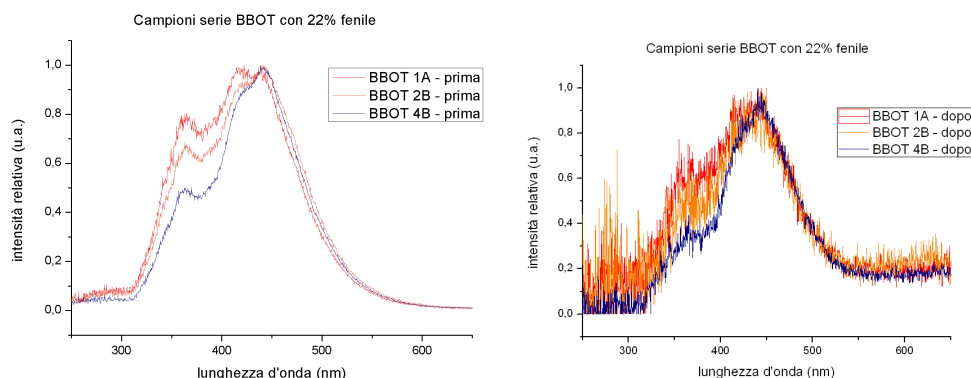 Campioni serie BBOT con 22% fenile
1,0
0,8
0,6
0,4
0,2
0,0
300
400
500
600
intensità relativa (u.a.)
lunghezza d'onda (nm)
BBOT 1A - prima
BBOT 2B - prima
BBOT 4B - prima
Campioni serie BBOT con 22% fenile
1,0
0,8
0,6
0,4
0,2
0,0
300
400
500
600
intensità relativa (u.a.)
lunghezza d'onda (nm)
BBOT 1A - dopo
BBOT 2B - dopo
BBOT 4B - dopo